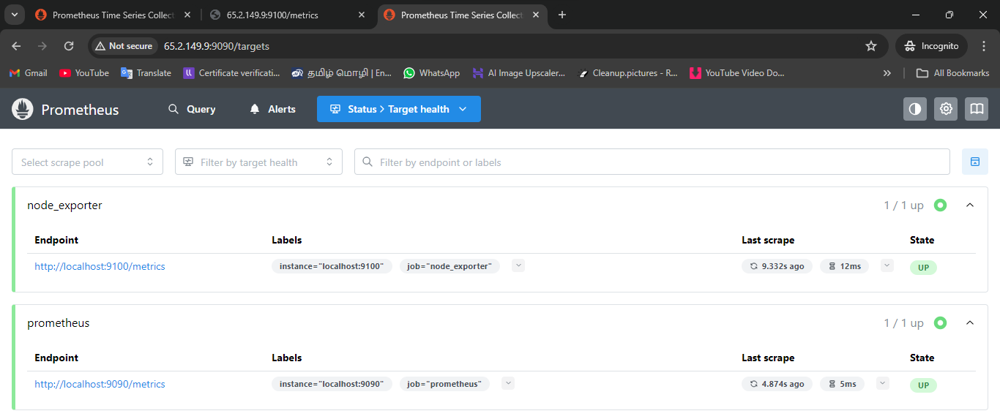 Prometheus Time Series Collect
65.2.149.9:9100/metrics
Prometheus Time Series Collect
Not secure 65.2.149.9:9090/targets Incognito
Gmail YouTube Translate Certificate verificati... தமிழ் மொழி | En... WhatsApp AI Image Upscaler... Cleanup.pictures - R... YouTube Video Do... » All Bookmarks
Prometheus Query Alerts Status > Target health
Select scrape pool Filter by target health Filter by endpoint or labels
node_exporter 1 / 1 up
Endpoint Labels Last scrape State
http://localhost:9100/metrics instance="localhost:9100" job="node_exporter" 9.332s ago 12ms UP
prometheus 1 / 1 up
Endpoint Labels Last scrape State
http://localhost:9090/metrics instance="localhost:9090" job="prometheus" 4.874s ago 5ms UP